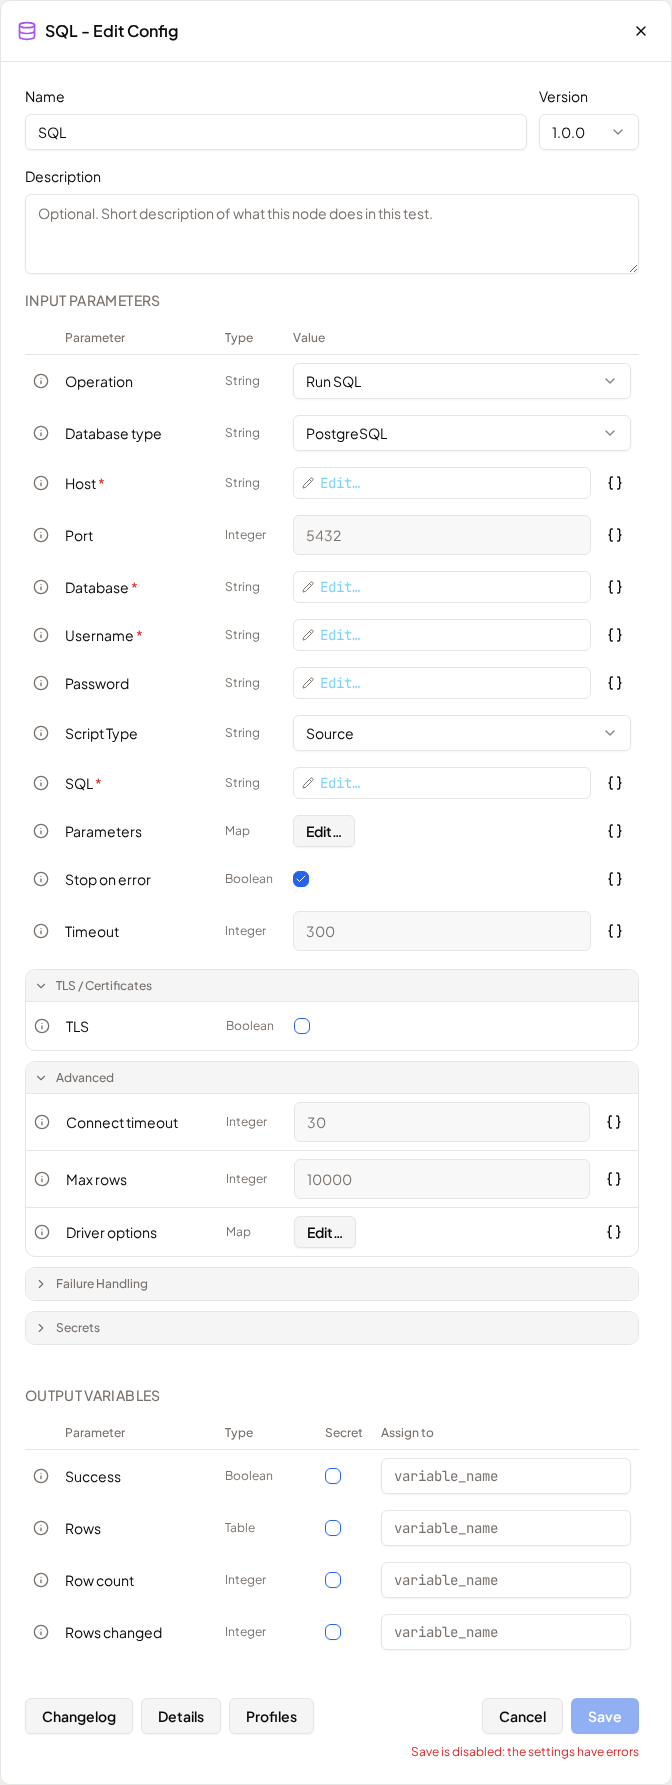 SQL - Edit Config
Name
Version
SQL
1.0.0
Description
Optional. Short description of what this node does in this test.
INPUT PARAMETERS
Parameter Type Value
Operation String Run SQL
Database type String PostgreSQL
Host * String Edit... {}
Port Integer 5432 {}
Database * String Edit... {}
Username * String Edit... {}
Password String Edit... {}
Script Type String Source
SQL * String Edit... {}
Parameters Map Edit... {}
Stop on error Boolean {}
Timeout Integer 300 {}
TLS / Certificates
TLS Boolean
Advanced
Connect timeout Integer 30 {}
Max rows Integer 10000 {}
Driver options Map Edit... {}
Failure Handling
Secrets
OUTPUT VARIABLES
Parameter Type Secret Assign to
Success Boolean variable_name
Rows Table variable_name
Row count Integer variable_name
Rows changed Integer variable_name
Changelog Details Profiles Cancel Save
Save is disabled: the settings have errors